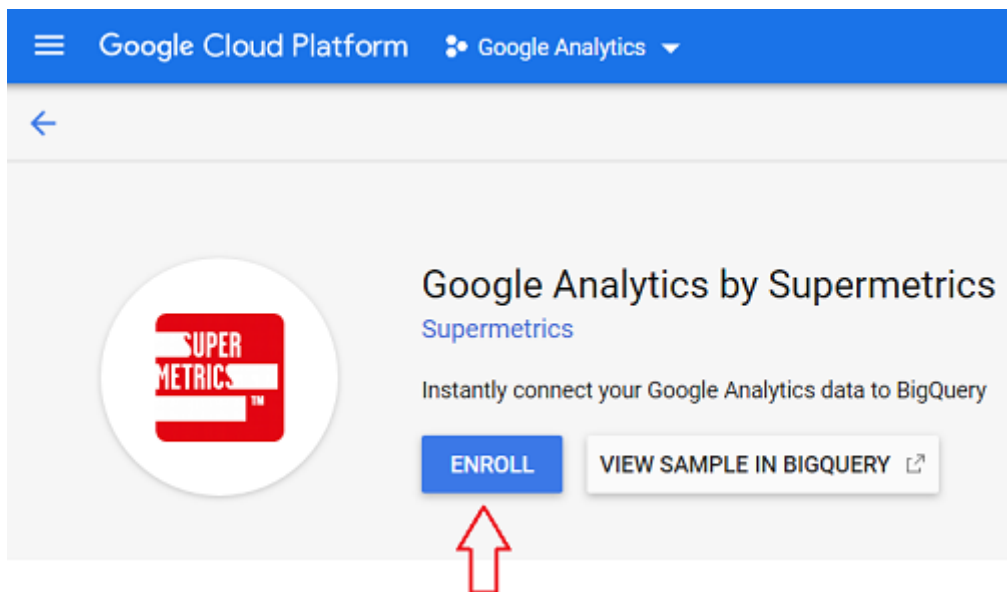 Google Cloud Platform Google Analytics
Google Analytics by Supermetrics
Supermetrics
SUPER
METRICS
TM
Instantly connect your Google Analytics data to BigQuery
ENROLL VIEW SAMPLE IN BIGQUERY